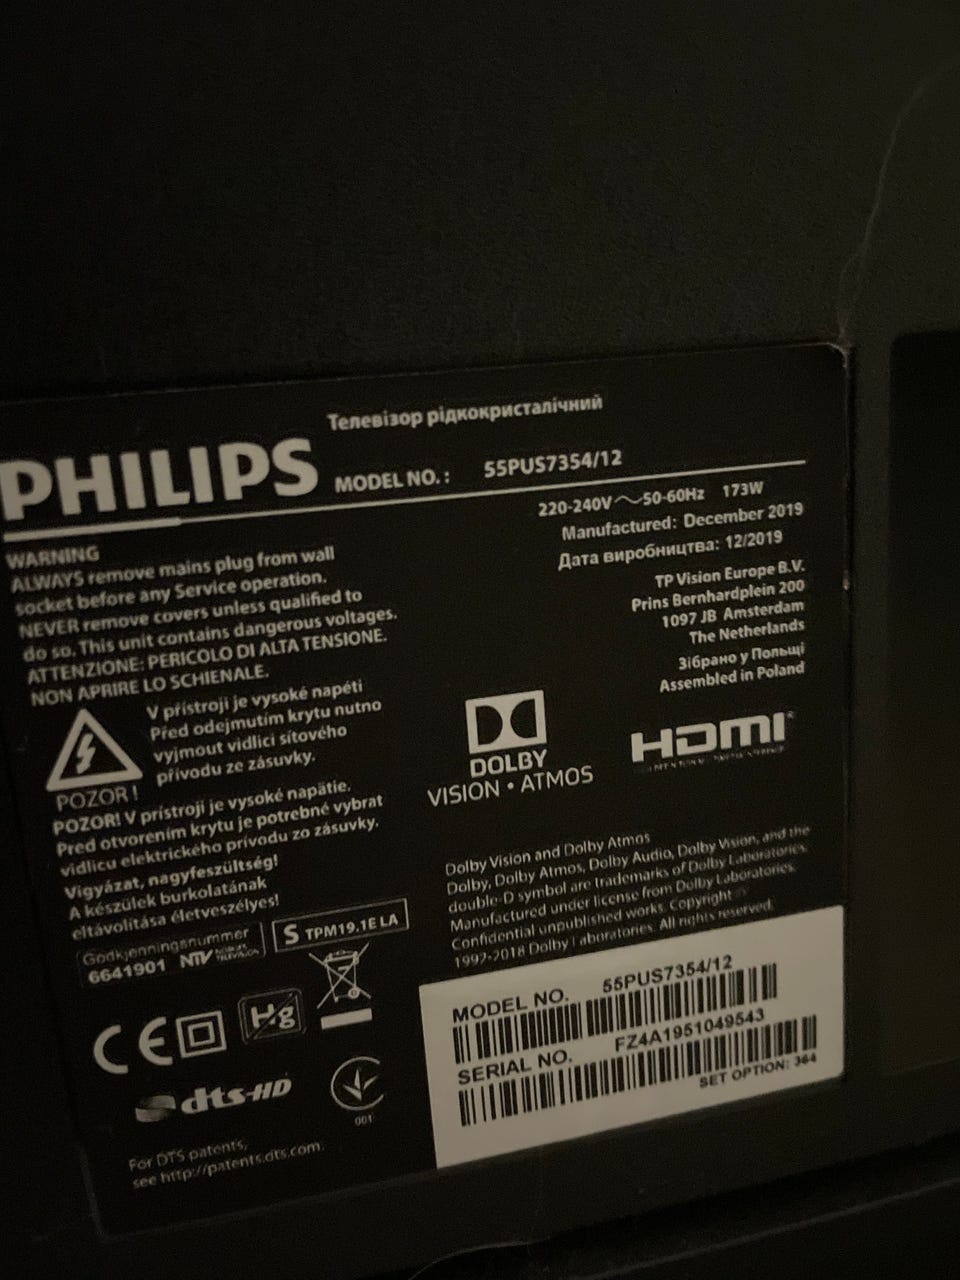 Телевізор рідкокристалічний
PHILIPS
MODEL NO. : 55PUS7354/12
220-240V ~ 50-60Hz 173W
Manufactured: December 2019
Дата виробництва: 12/2019
TP Vision Europe B.V.
Prins Bernhardplein 200
1097 JB Amsterdam
The Netherlands
Зібрано у Польщі
Assembled in Poland
WARNING
ALWAYS remove mains plug from wall
socket before any Service operation.
NEVER remove covers unless qualified to
do so. This unit contains dangerous voltages.
ATTENZIONE: PERICOLO DI ALTA TENSIONE.
NON APRIRE LO SCHIENALE.
V přístroji je vysoké napětí
Před odejmutím krytu nutno
vyjmout vidlici síťového
přívodu ze zásuvky.
POZOR!
POZOR! V prístroji je vysoké napätie.
Pred otvorením krytu je potrebné vybrat
vidlicu elektrického prívodu zo zásuvky.
Vigyázat, nagyfeszültség!
A készülek burkolatának
eltávolítása életveszélyes!
DOLBY
VISION • ATMOS
HDMI
Dolby Vision and Dolby Atmos
Dolby, Dolby Atmos, Dolby Audio, Dolby Vision, and the
double-D symbol are trademarks of Dolby Laboratories.
Manufactured under license from Dolby Laboratories.
Confidential unpublished works. Copyright
1992-2018 Dolby Laboratories. All rights reserved.
Godkjenningsnummer
6641901 NTV
S TPM19.1E LA
CE
Hg
dts-HD
001
For DTS patents,
see http://patents.dts.com.
MODEL NO. 55PUS7354/12
SERIAL NO. FZ4A1951049543
SET OPTION: 364